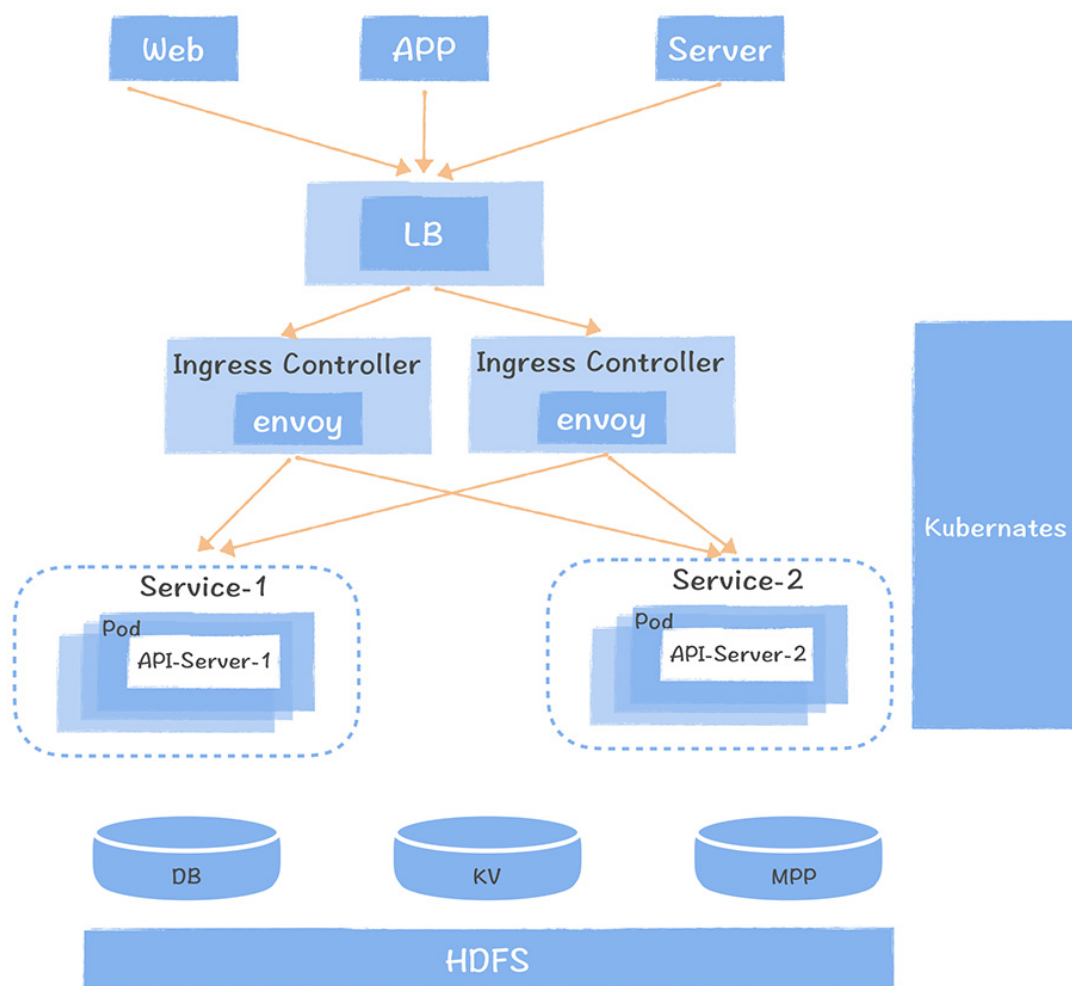 Web
APP
Server
LB
Ingress Controller
envoy
Ingress Controller
envoy
Kubernates
Service-1
Pod
API-Server-1
Service-2
Pod
API-Server-2
DB
KV
MPP
HDFS